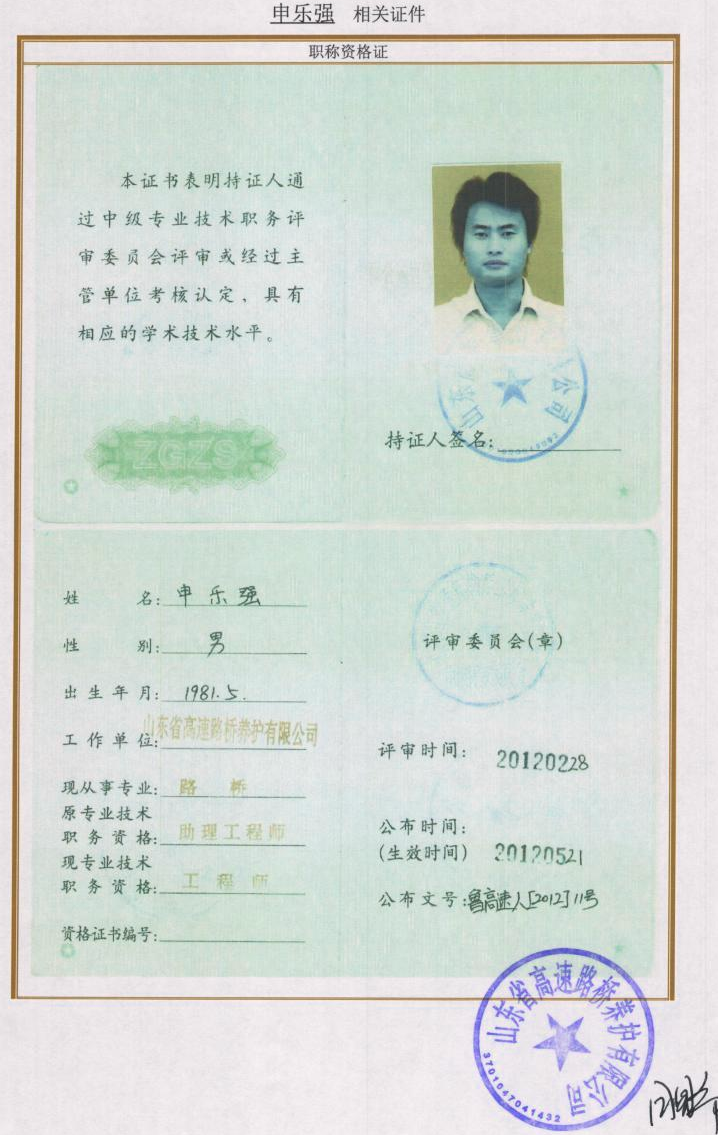 申乐强 相关证件
职称资格证
本证书表明持证人通
过中级专业技术职务评
审委员会评审或经过主
管单位考核认定，具有
相应的学术技术水平。
ZGZS
山东 公司
持证人签名:
姓 名: 申乐强
性 别: 男
出生年月: 1981.5.
工作单位: 山东省高速路桥养护有限公司
现从事专业: 路 桥
原专业技术
职务资格: 助理工程师
现专业技术
职务资格: 工 程 师
资格证书编号:
评审委员会(章)
评审时间: 20120228
公布时间:
(生效时间) 20120521
公布文号:鲁高速人[2012]11号
山东省高速路桥养护有限公司
3701047041432